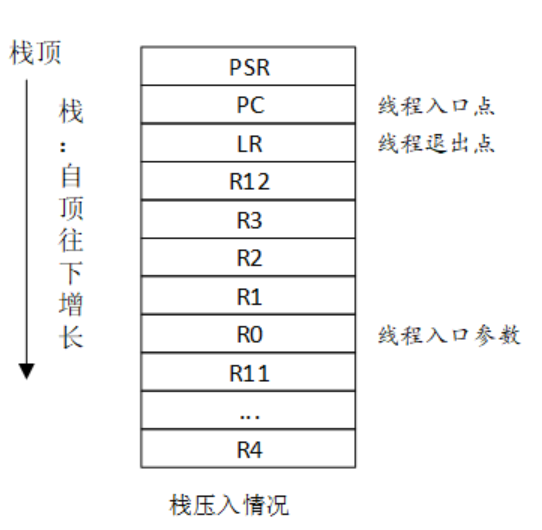 栈顶
栈：自顶往下增长
PSR
PC 线程入口点
LR 线程退出点
R12
R3
R2
R1
R0 线程入口参数
R11
...
R4
栈压入情况